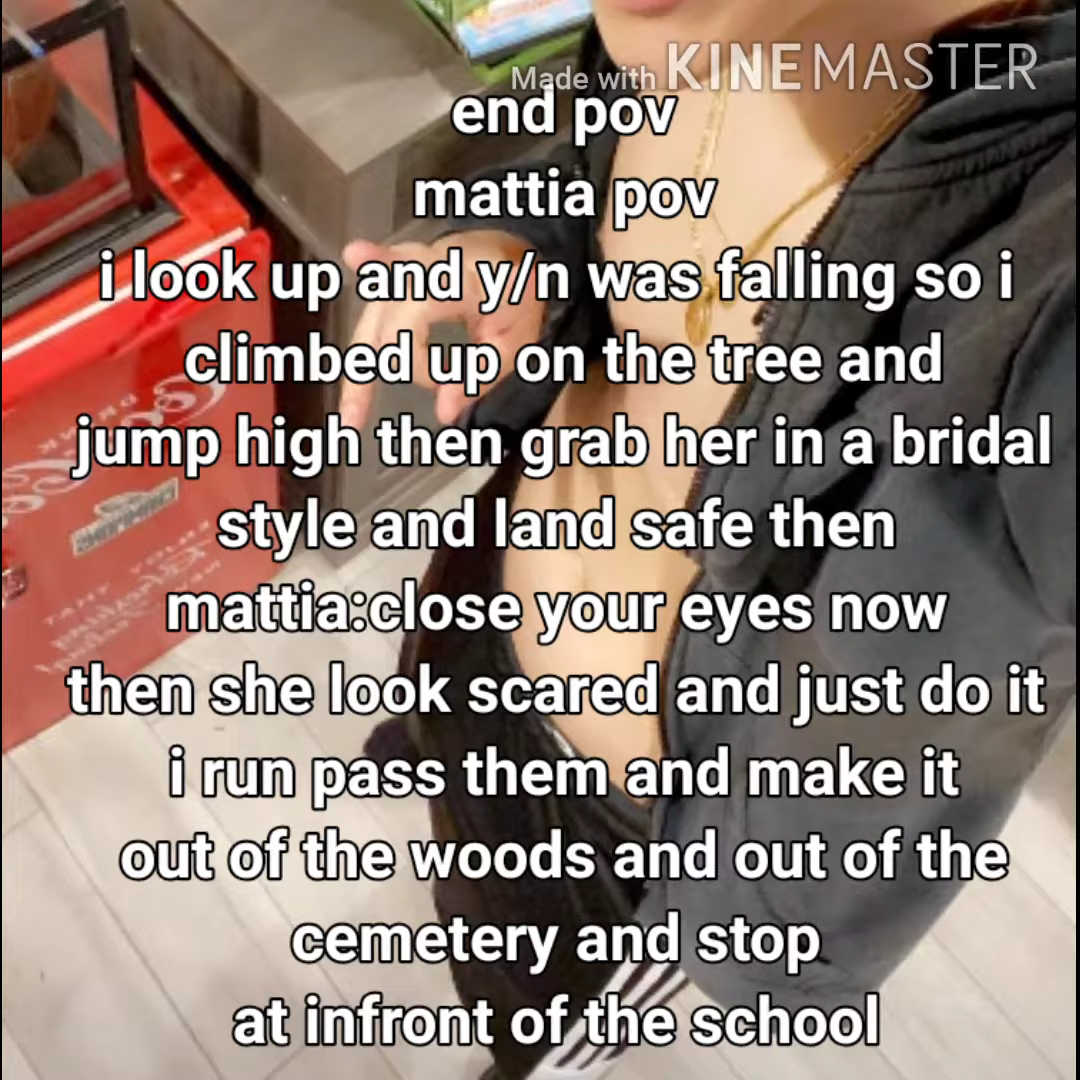 Made with KINEMASTER
end pov
mattia pov
i look up and y/n was falling so i
climbed up on the tree and
jump high then grab her in a bridal
style and land safe then
mattia:close your eyes now
then she look scared and just do it
i run pass them and make it
out of the woods and out of the
cemetery and stop
at infront of the school